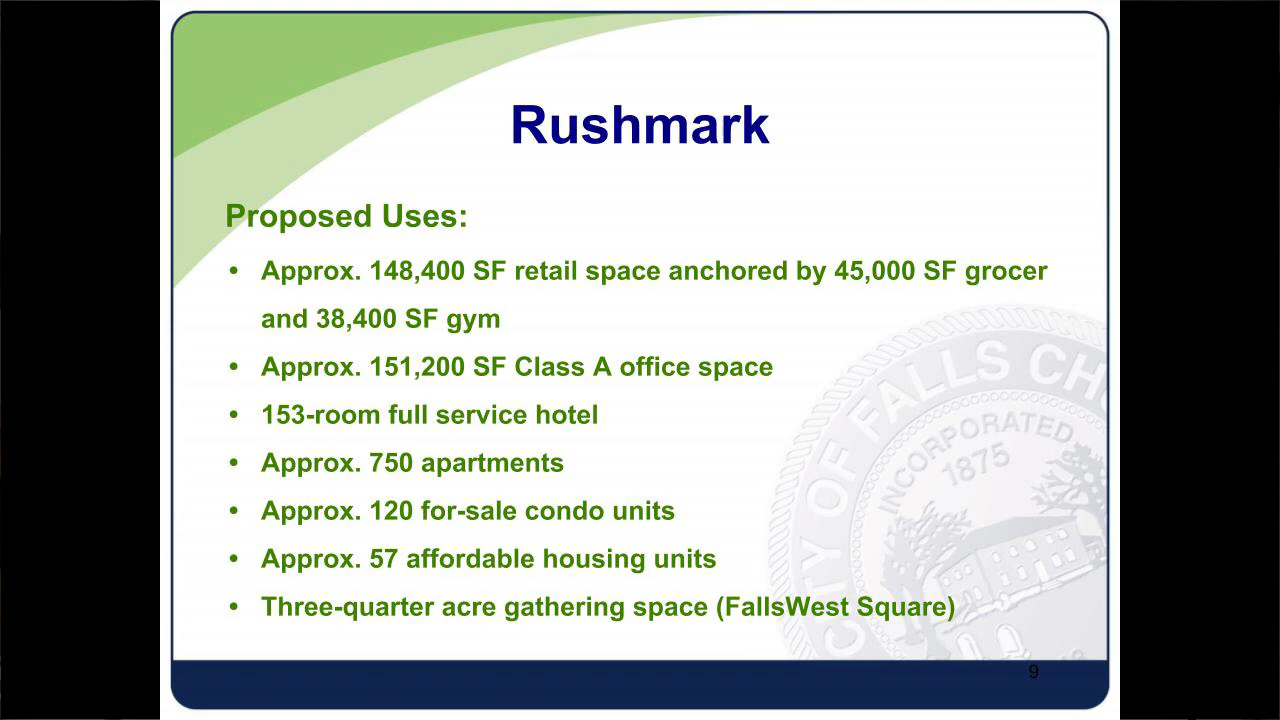 Rushmark
Proposed Uses:
• Approx. 148,400 SF retail space anchored by 45,000 SF grocer
and 38,400 SF gym
• Approx. 151,200 SF Class A office space
• 153-room full service hotel
• Approx. 750 apartments
• Approx. 120 for-sale condo units
• Approx. 57 affordable housing units
• Three-quarter acre gathering space (FallsWest Square)
CITY OF FALLS CH
INCORPORATED
1875
9